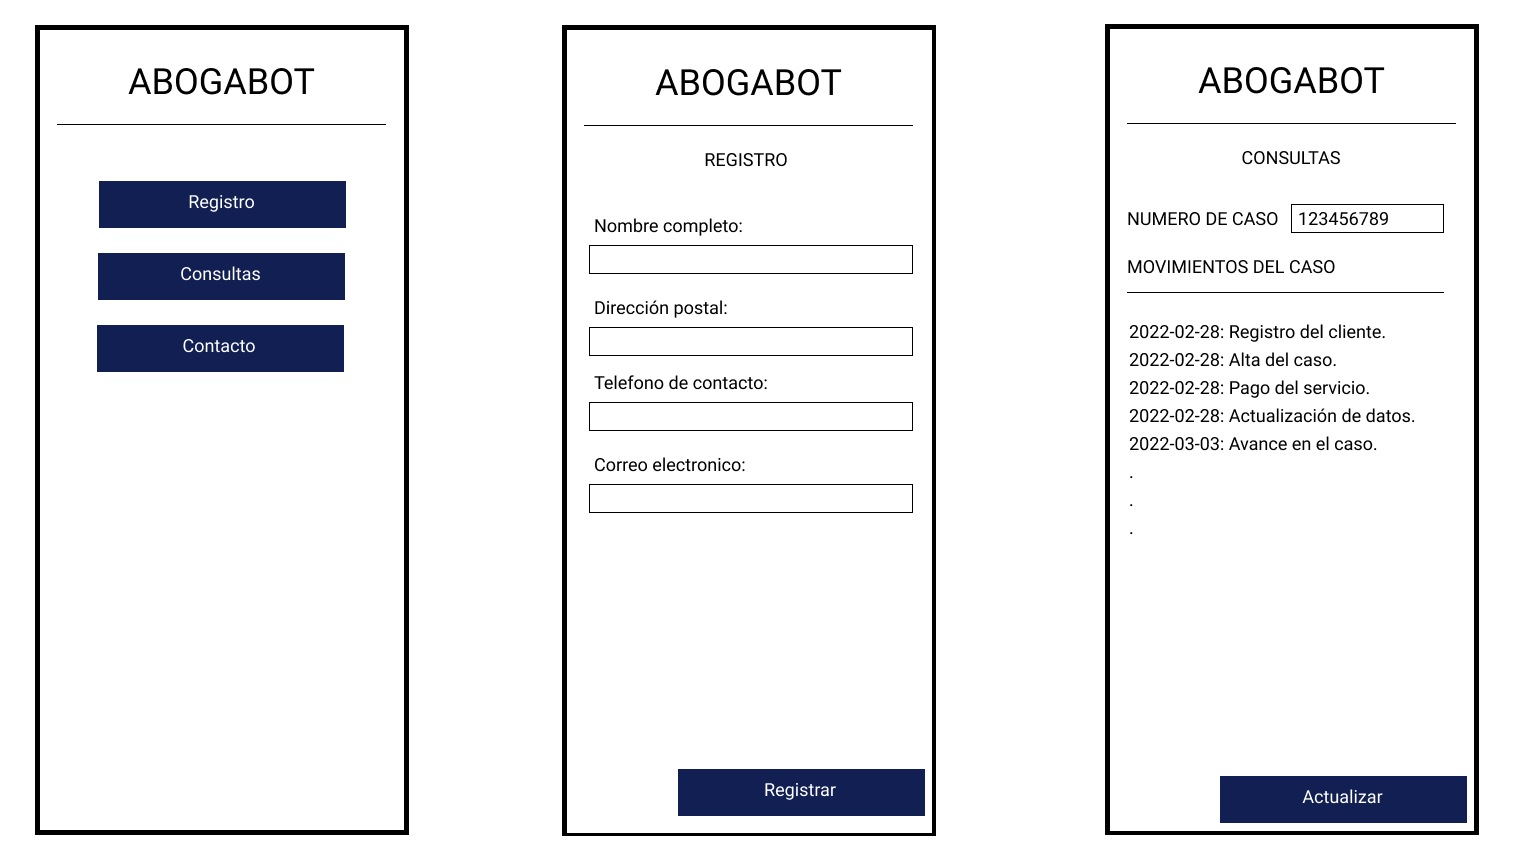 ABOGABOT
Registro
Consultas
Contacto
ABOGABOT
REGISTRO
Nombre completo:
Dirección postal:
Telefono de contacto:
Correo electronico:
Registrar
ABOGABOT
CONSULTAS
NUMERO DE CASO 123456789
MOVIMIENTOS DEL CASO
2022-02-28: Registro del cliente.
2022-02-28: Alta del caso.
2022-02-28: Pago del servicio.
2022-02-28: Actualización de datos.
2022-03-03: Avance en el caso.
.
.
.
Actualizar